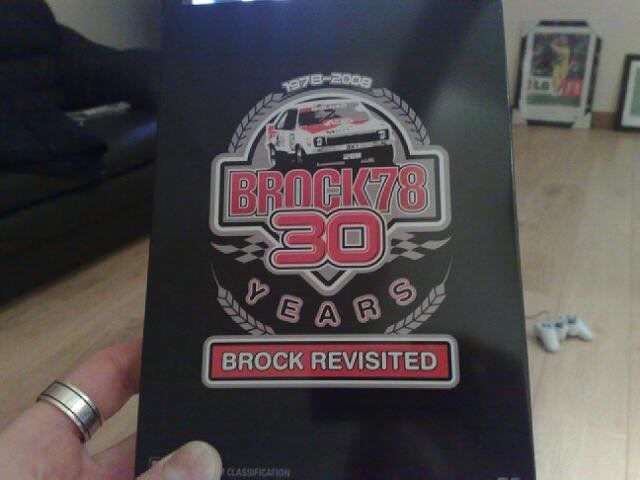 1978-2008
BROCK78
30
YEARS
BROCK REVISITED
CLASSIFICATION